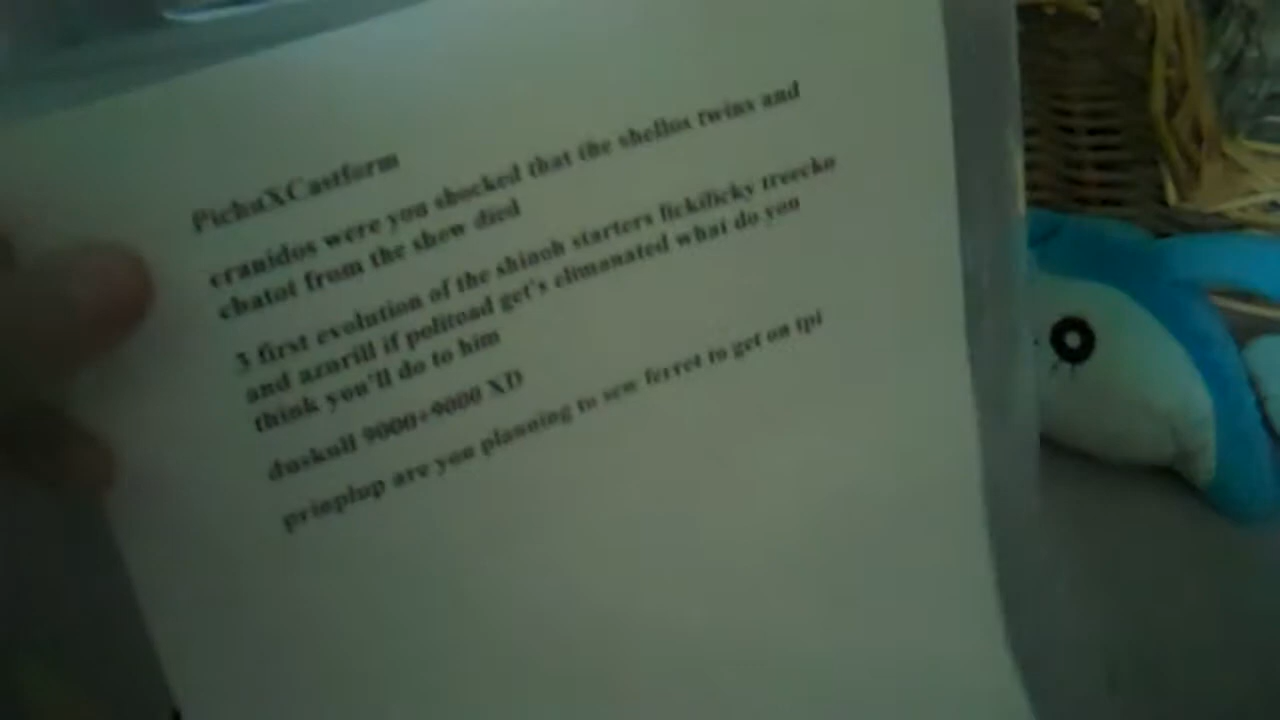 PichuXCastform
cranidos were you shocked that the shellos twins and
chatot from the show died
3 first evolution of the shinoh starters lickilicky treecko
and azurill if politoad get's elimanated what do you
think you'll do to him
duskull 9000+9000 XD
prinplup are you planning to sew ferret to get on tpi